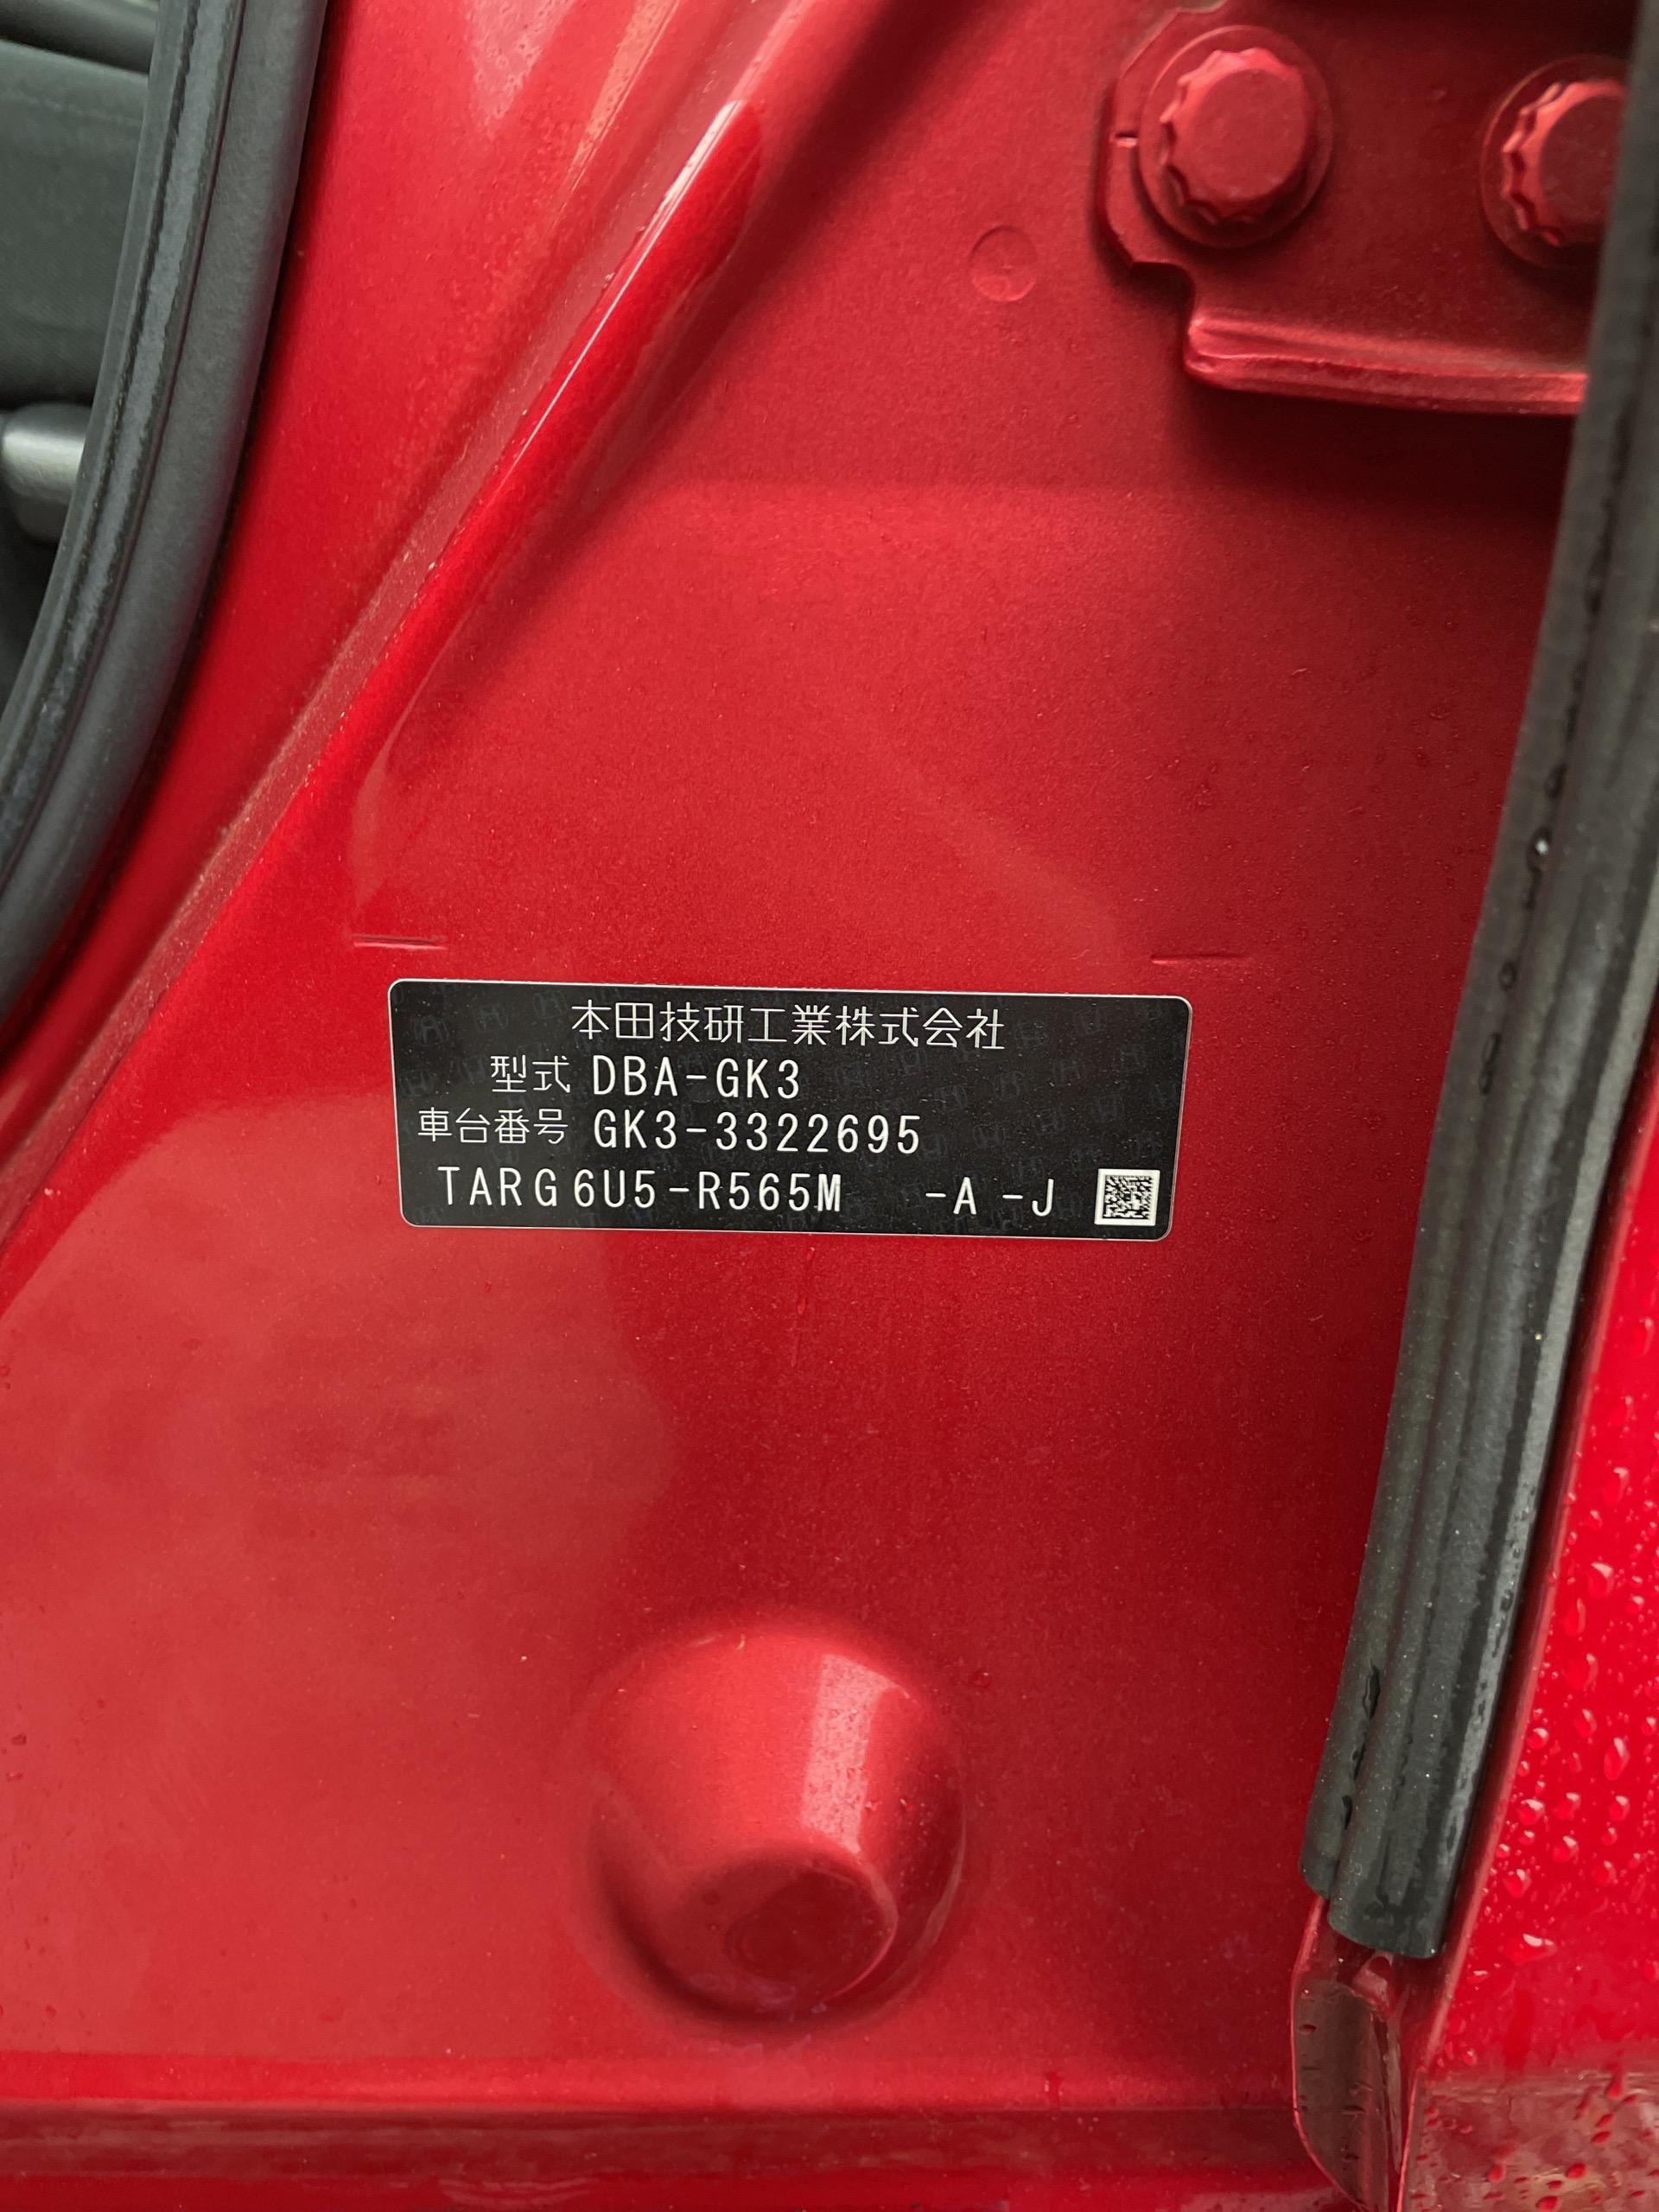 本田技研工業株式会社
型式 DBA-GK3
車台番号 GK3-3322695
TARG6U5-R565M -A -J